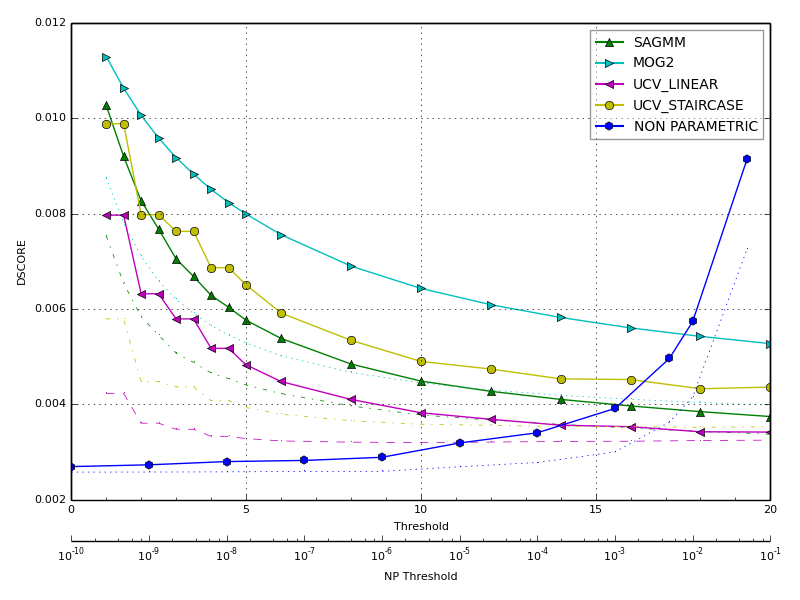 0.012
0.010
0.008
0.006
0.004
0.002
DSCORE
SAGMM
MOG2
UCV_LINEAR
UCV_STAIRCASE
NON PARAMETRIC
0 5 10 15 20
Threshold
10^-10 10^-9 10^-8 10^-7 10^-6 10^-5 10^-4 10^-3 10^-2 10^-1
NP Threshold